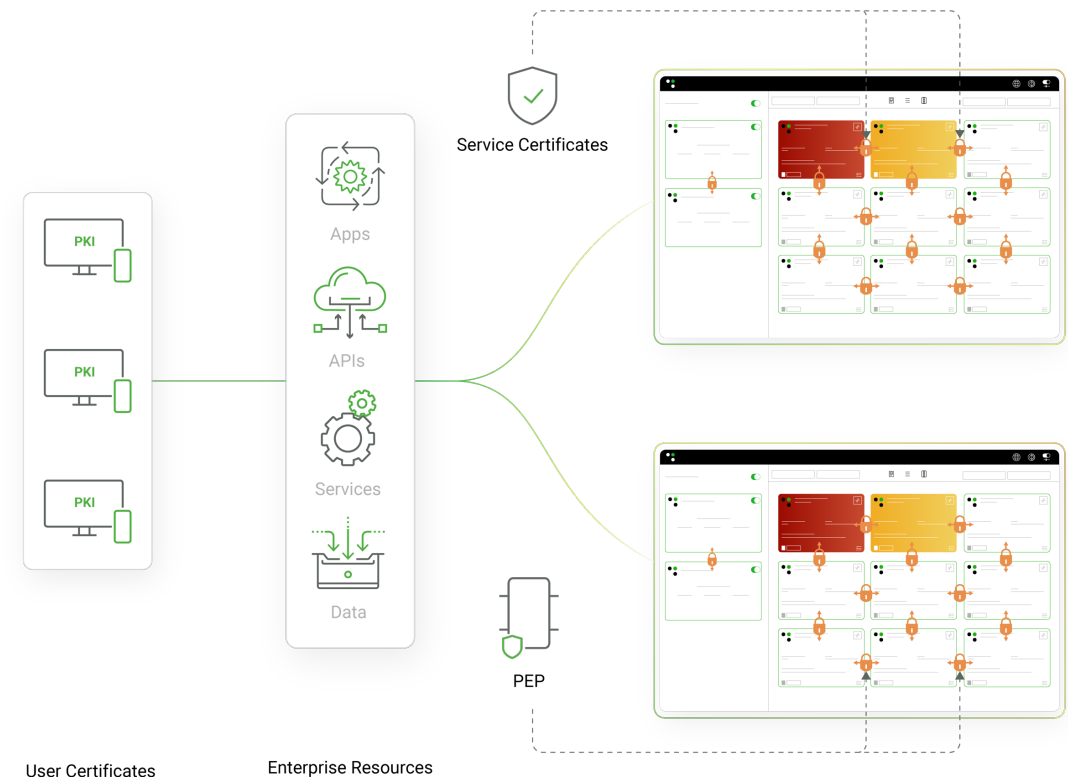 Service Certificates
PKI
PKI
PKI
Apps
APIs
Services
Data
PEP
User Certificates
Enterprise Resources